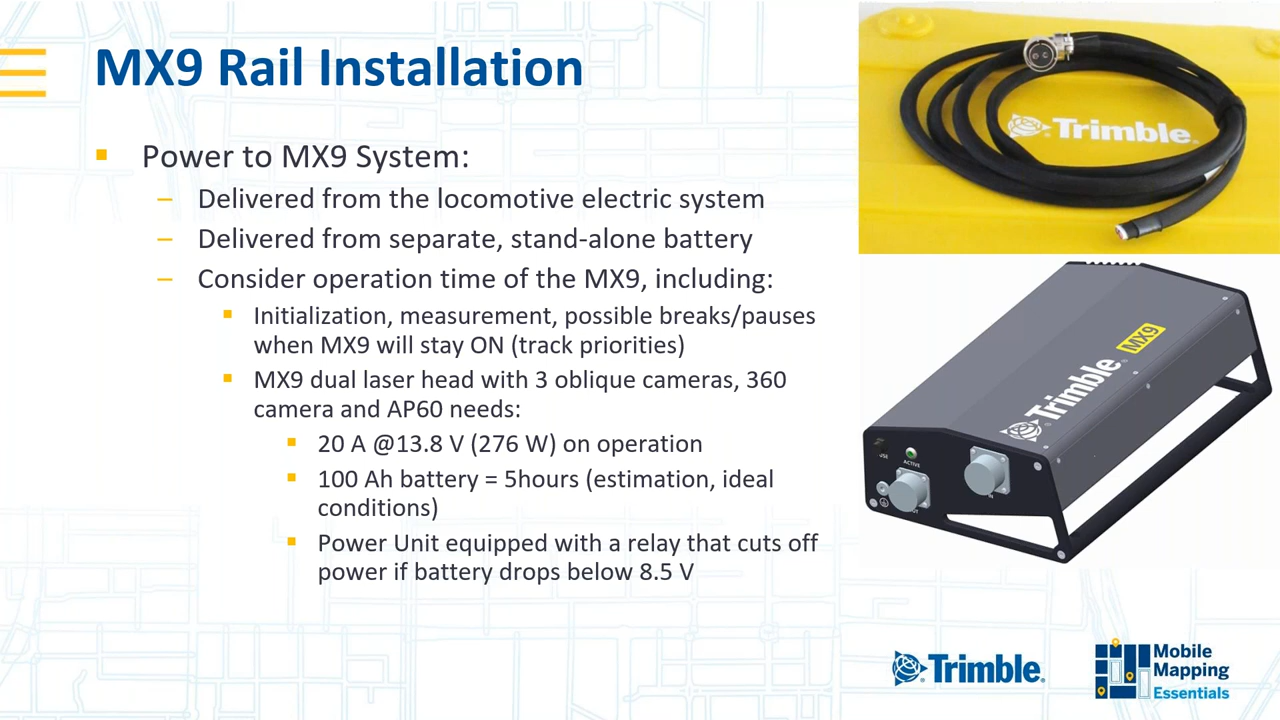 MX9 Rail Installation
Power to MX9 System:
– Delivered from the locomotive electric system
– Delivered from separate, stand-alone battery
– Consider operation time of the MX9, including:
Initialization, measurement, possible breaks/pauses
when MX9 will stay ON (track priorities)
MX9 dual laser head with 3 oblique cameras, 360
camera and AP60 needs:
20 A @13.8 V (276 W) on operation
100 Ah battery = 5hours (estimation, ideal
conditions)
Power Unit equipped with a relay that cuts off
power if battery drops below 8.5 V
Trimble
Trimble MX9
ACTIVE
IN
Trimble
Mobile
Mapping
Essentials